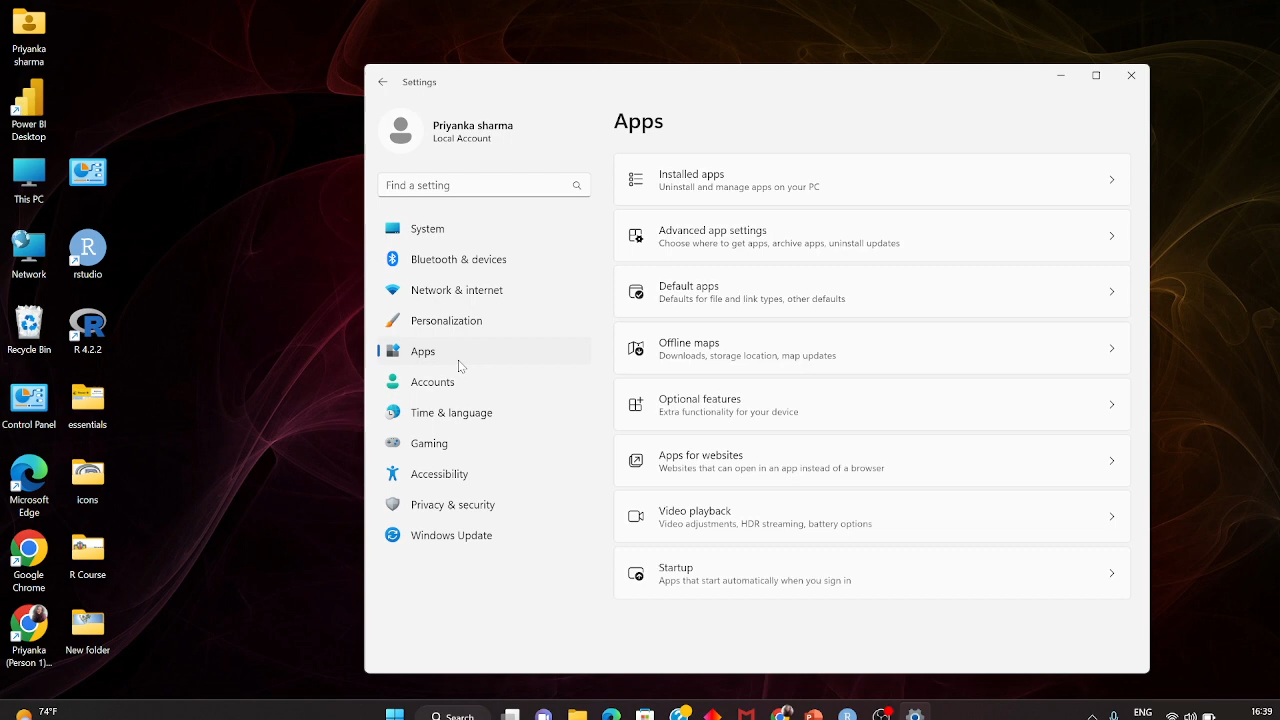 Priyanka
sharma
Power BI
Desktop
This PC
Network
rstudio
Recycle Bin
R 4.2.2
Control Panel
essentials
Microsoft
Edge
icons
Google
Chrome
R Course
Priyanka
(Person 1)...
New folder
Settings
Priyanka sharma
Local Account
Find a setting
System
Bluetooth & devices
Network & internet
Personalization
Apps
Accounts
Time & language
Gaming
Accessibility
Privacy & security
Windows Update
Apps
Installed apps
Uninstall and manage apps on your PC
Advanced app settings
Choose where to get apps, archive apps, uninstall updates
Default apps
Defaults for file and link types, other defaults
Offline maps
Downloads, storage location, map updates
Optional features
Extra functionality for your device
Apps for websites
Websites that can open in an app instead of a browser
Video playback
Video adjustments, HDR streaming, battery options
Startup
Apps that start automatically when you sign in
74°F
Search
ENG
16:39